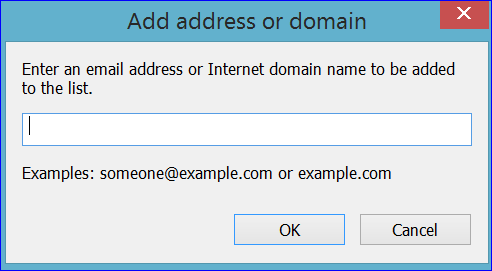 Add address or domain
Enter an email address or Internet domain name to be added
to the list.
Examples: someone@example.com or example.com
OK Cancel